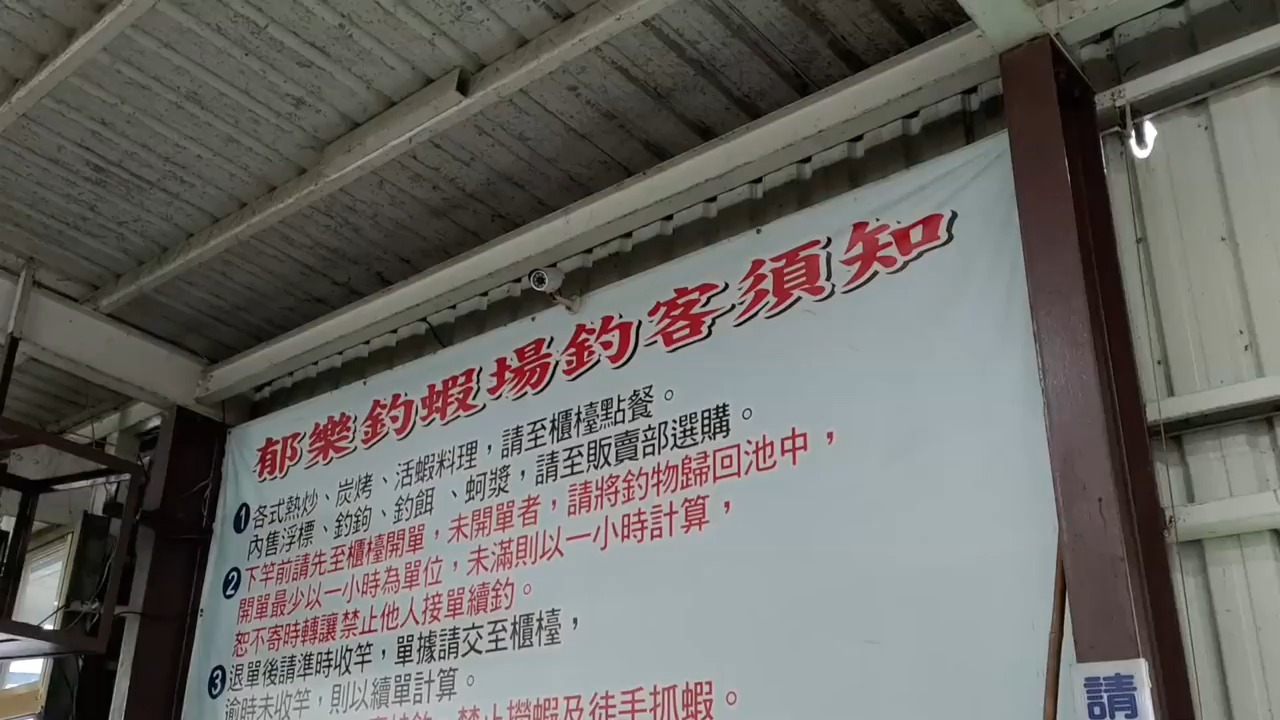 郁樂釣蝦場釣客須知
1 各式熱炒、炭烤、活蝦料理，請至櫃檯點餐。
內售浮標、釣鉤、釣餌、蚵漿，請至販賣部選購。
2 下竿前請先至櫃檯開單，未開單者，請將釣物歸回池中，
開單最少以一小時為單位，未滿則以一小時計算，
恕不寄時轉讓禁止他人接單續釣。
3 退單後請準時收竿，單據請交至櫃檯，
逾時未收竿，則以續單計算。
禁止撈蝦及徒手抓蝦。
請